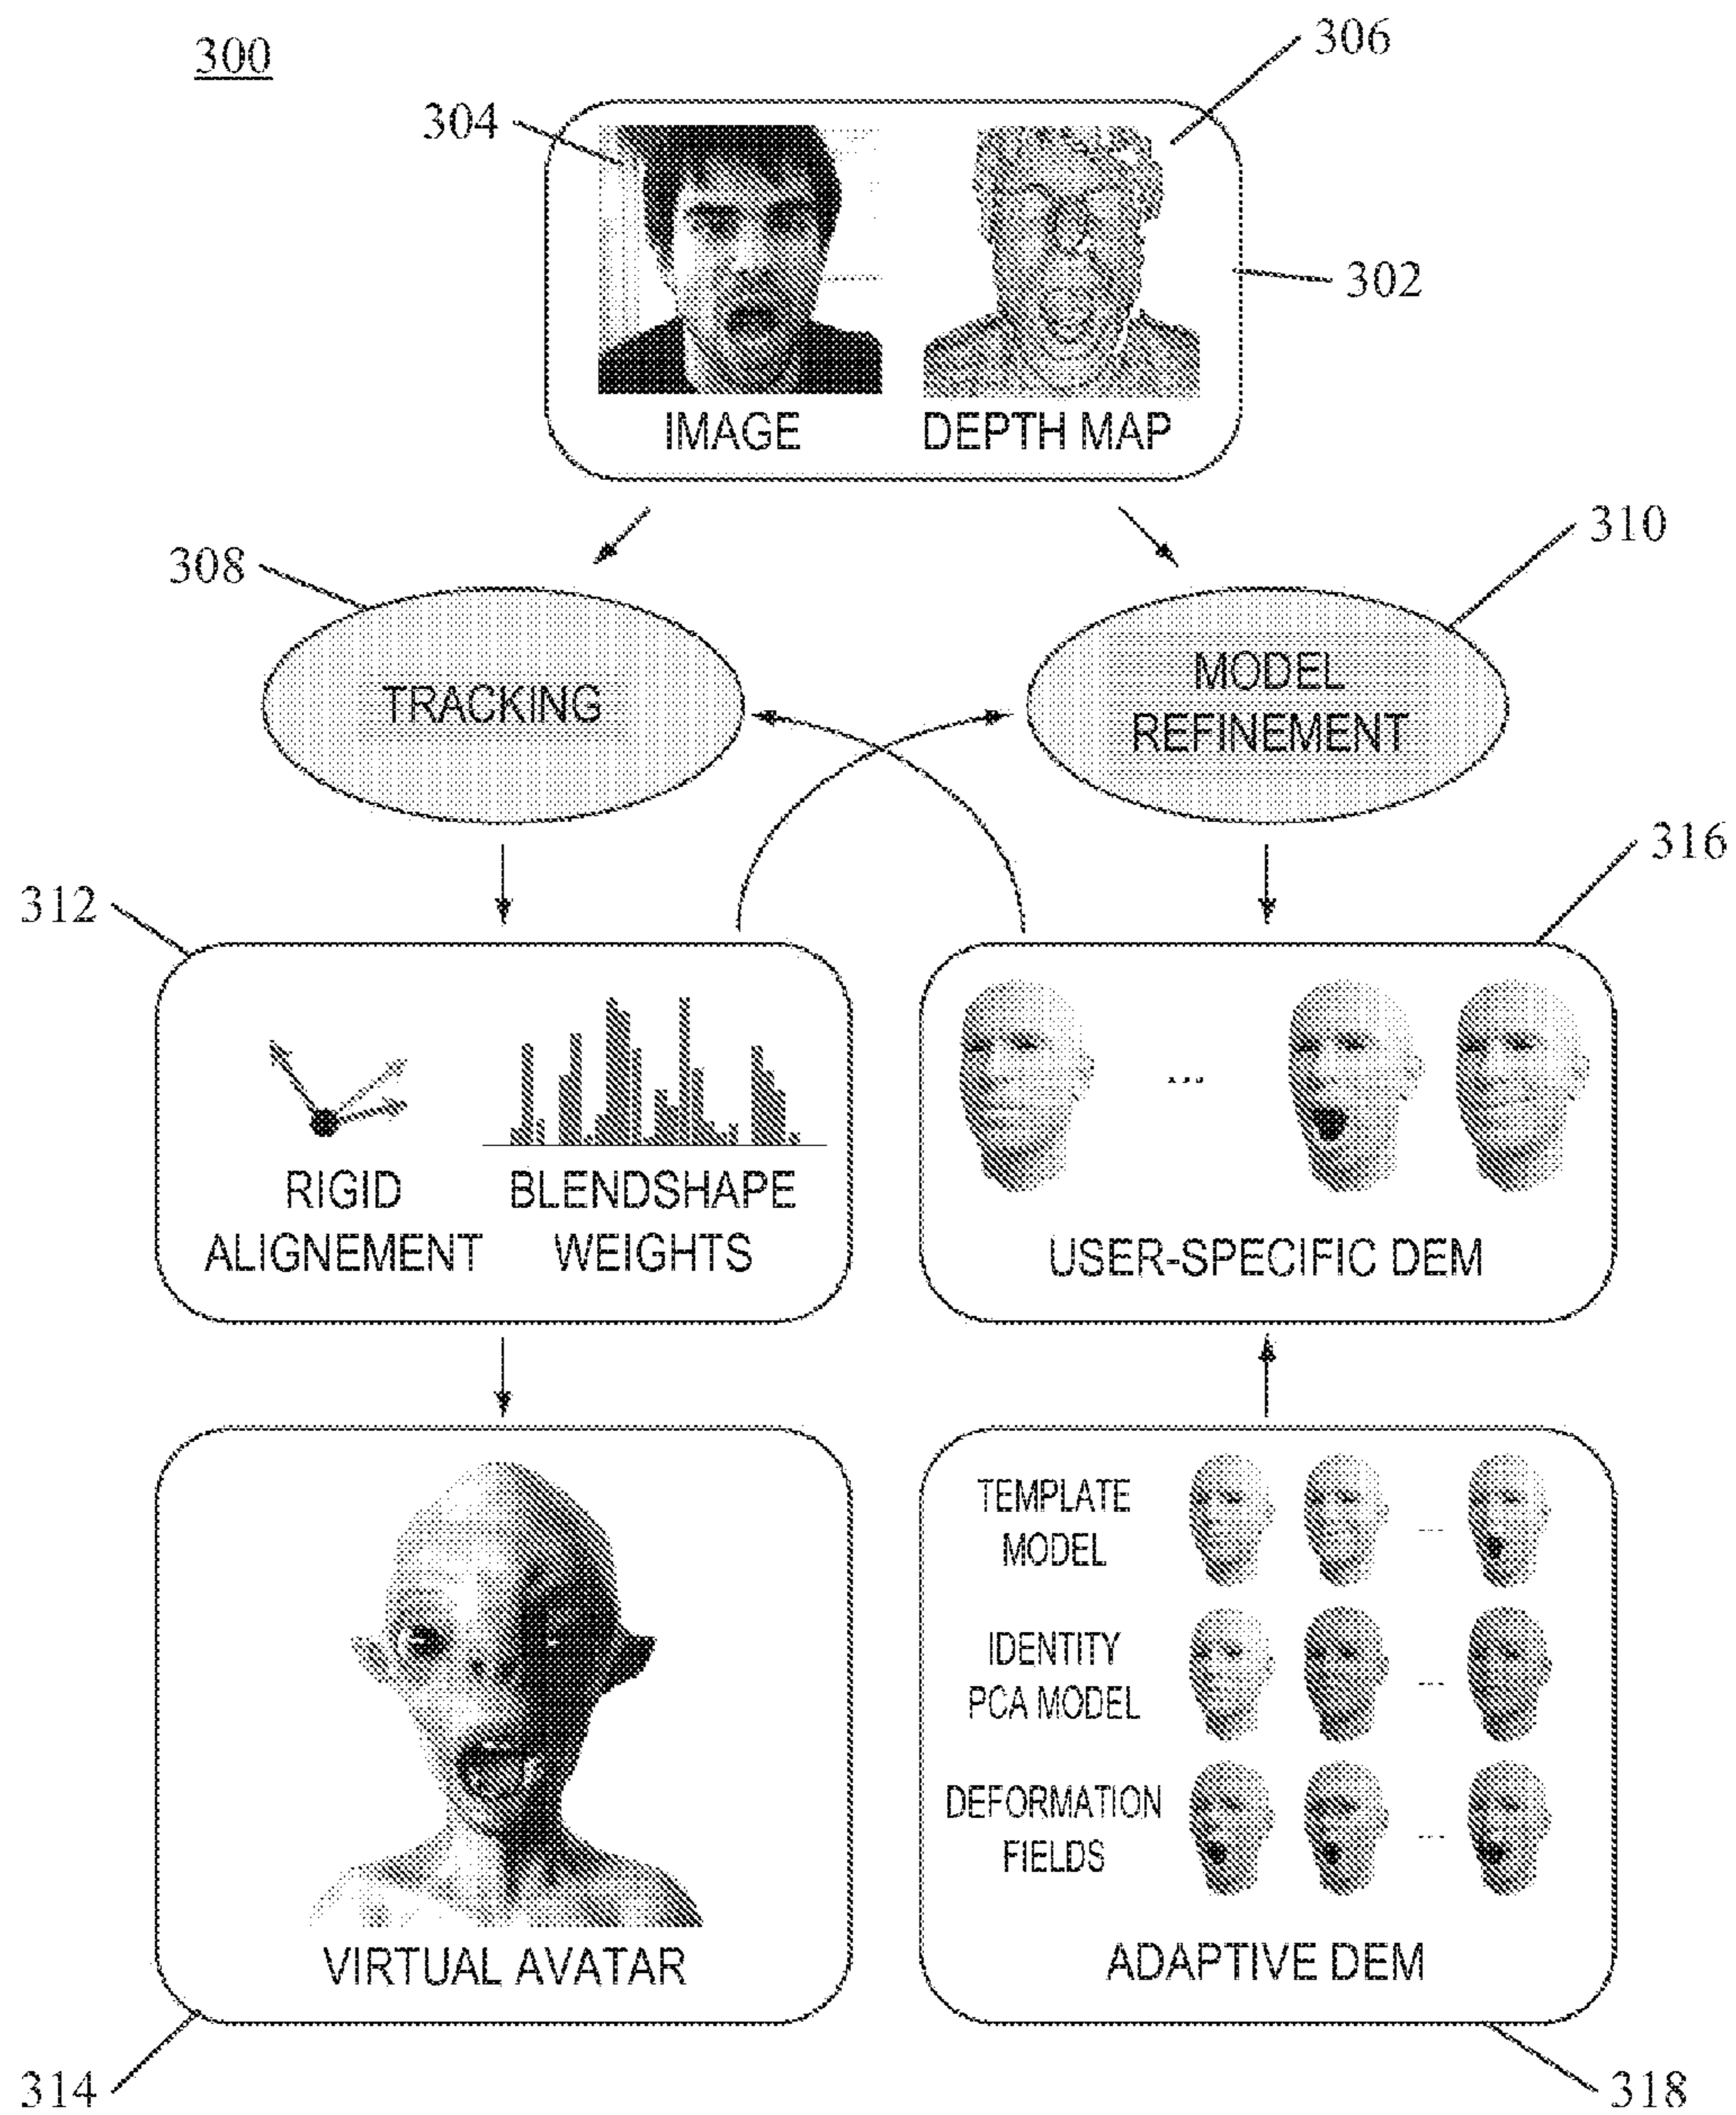 300
306
304
302
IMAGE
DEPTH MAP
310
308
TRACKING
MODEL
REFINEMENT
316
312
RIGID
ALIGNEMENT
BLENDSHAPE
WEIGHTS
...
USER-SPECIFIC DEM
TEMPLATE
MODEL
...
IDENTITY
PCA MODEL
...
DEFORMATION
FIELDS
...
VIRTUAL AVATAR
ADAPTIVE DEM
314
318